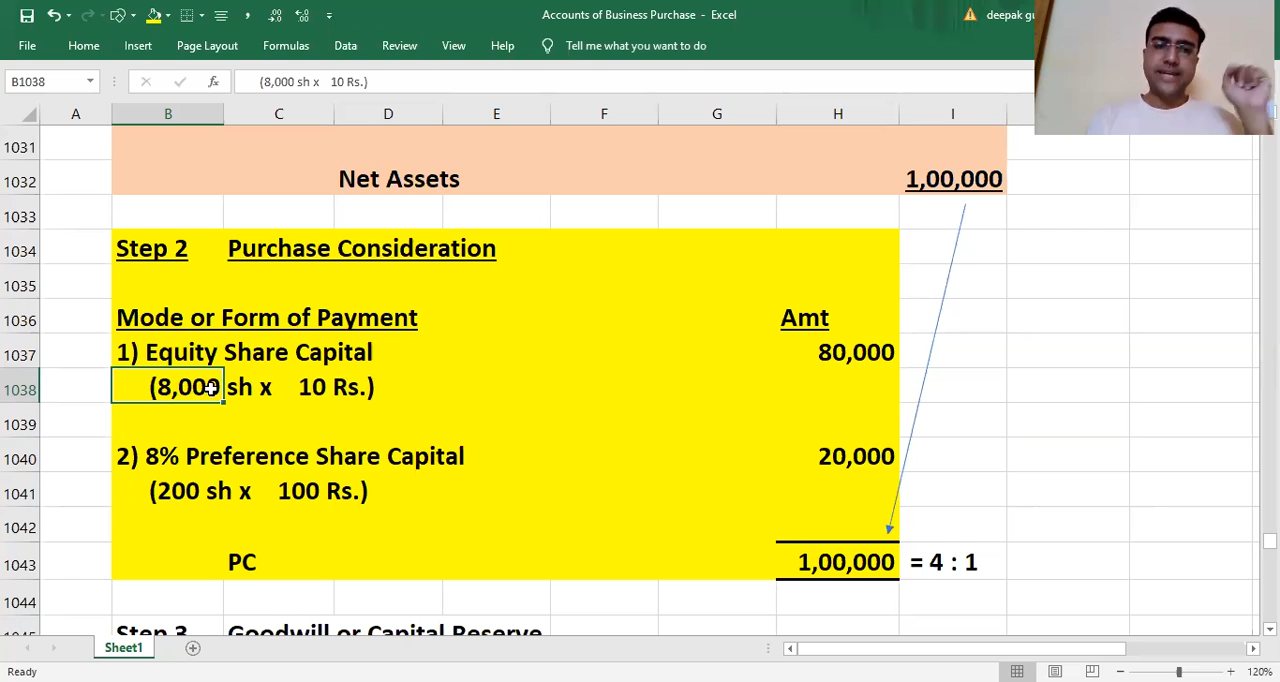 Accounts of Business Purchase - Excel
deepak gu
File Home Insert Page Layout Formulas Data Review View Help Tell me what you want to do
B1038 fx (8,000 sh x 10 Rs.)
A B C D E F G H I
1031
1032 Net Assets 1,00,000
1033
1034 Step 2 Purchase Consideration
1035
1036 Mode or Form of Payment Amt
1037 1) Equity Share Capital 80,000
1038 (8,000 sh x 10 Rs.)
1039
1040 2) 8% Preference Share Capital 20,000
1041 (200 sh x 100 Rs.)
1042
1043 PC 1,00,000 = 4 : 1
1044
1045 Step 3 Goodwill or Capital Reserve
Sheet1
Ready 120%